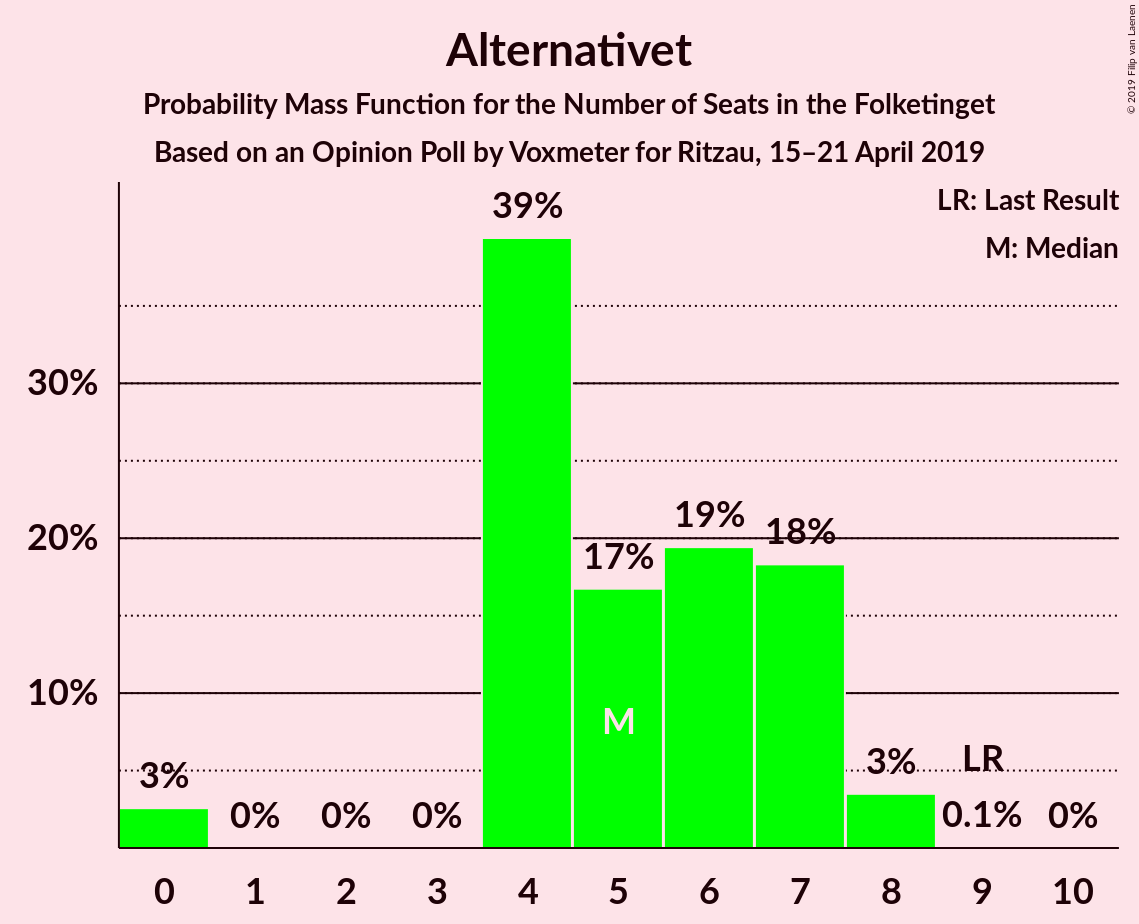 Alternativet
Probability Mass Function for the Number of Seats in the Folketinget
Based on an Opinion Poll by Voxmeter for Ritzau, 15–21 April 2019
© 2019 Filip van Laenen
LR: Last Result
M: Median
39%
30%
19%
18%
20%
17%
10%
M
3%
3%
LR
0%
0%
0%
0.1%
0%
0 1 2 3 4 5 6 7 8 9 10